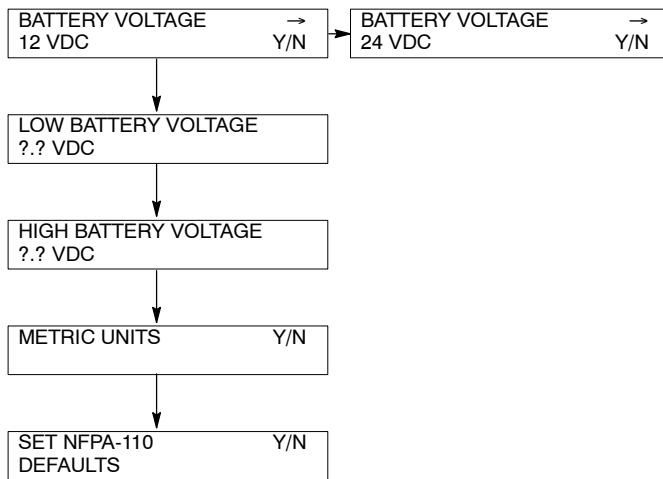 BATTERY VOLTAGE →
12 VDC Y/N
BATTERY VOLTAGE →
24 VDC Y/N
LOW BATTERY VOLTAGE
?.? VDC
HIGH BATTERY VOLTAGE
?.? VDC
METRIC UNITS Y/N
SET NFPA-110 Y/N
DEFAULTS